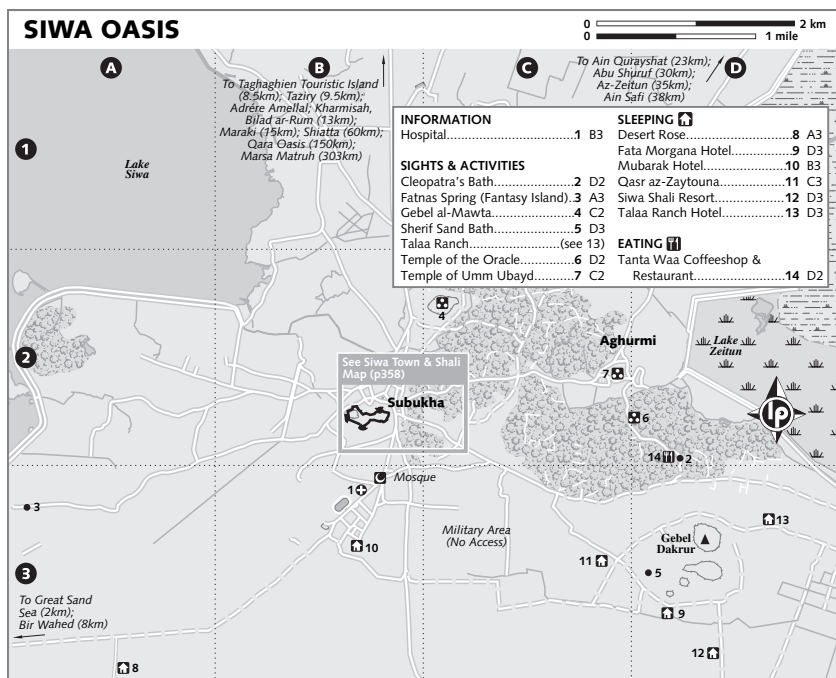 SIWA OASIS
0 2 km
0 1 mile
A
B
C
D
To Taghaghien Touristic Island
(8.5km); Taziry (9.5km);
Adrére Amellal; Kharmisah,
Bilad ar-Rum (13km);
Maraki (15km); Shiatta (60km);
Qara Oasis (150km);
Marsa Matruh (303km)
To Ain Qurayshat (23km);
Abu Shuruf (30km);
Az-Zeitun (35km);
Ain Safi (38km)
INFORMATION
Hospital.....................................1 B3
SIGHTS & ACTIVITIES
Cleopatra's Bath.......................2 D2
Fatnas Spring (Fantasy Island)..3 A3
Gebel al-Mawta........................4 C2
Sherif Sand Bath.......................5 D3
Talaa Ranch.........................(see 13)
Temple of the Oracle................6 D2
Temple of Umm Ubayd............7 C2
SLEEPING
Desert Rose..............................8 A3
Fata Morgana Hotel.................9 D3
Mubarak Hotel.......................10 B3
Qasr az-Zaytouna...................11 C3
Siwa Shali Resort....................12 D3
Talaa Ranch Hotel..................13 D3
EATING
Tanta Waa Coffeeshop &
Restaurant..........................14 D2
1
Lake
Siwa
4
2
Aghurmi
Lake
Zeitun
See Siwa Town & Shali
Map (p358)
7
Subukha
lp
6
14
2
Mosque
1
3
13
Military Area
(No Access)
Gebel
Dakrur
10
11
5
3
To Great Sand
Sea (2km);
Bir Wahed (8km)
9
12
8